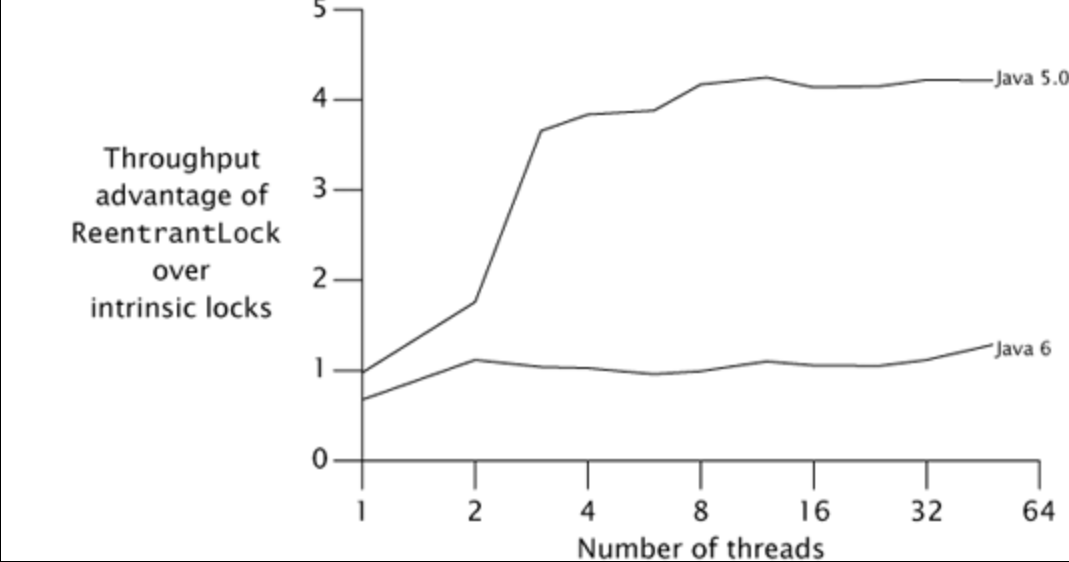 5
Java 5.0
4
Throughput
advantage of
ReentrantLock
over
intrinsic locks
3
2
1
Java 6
0
1 2 4 8 16 32 64
Number of threads